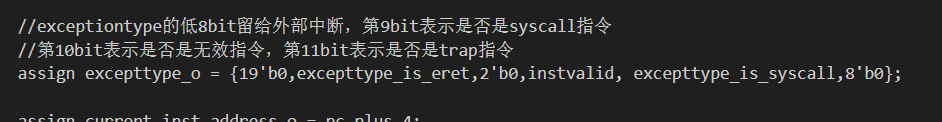 //exceptiontype的低8bit留给外部中断，第9bit表示是否是syscall指令
//第10bit表示是否是无效指令，第11bit表示是否是trap指令
assign excepttype_o = {19'b0,excepttype_is_eret,2'b0,instvalid, excepttype_is_syscall,8'b0};
assign current_inst_address_o = pc_plus_4;